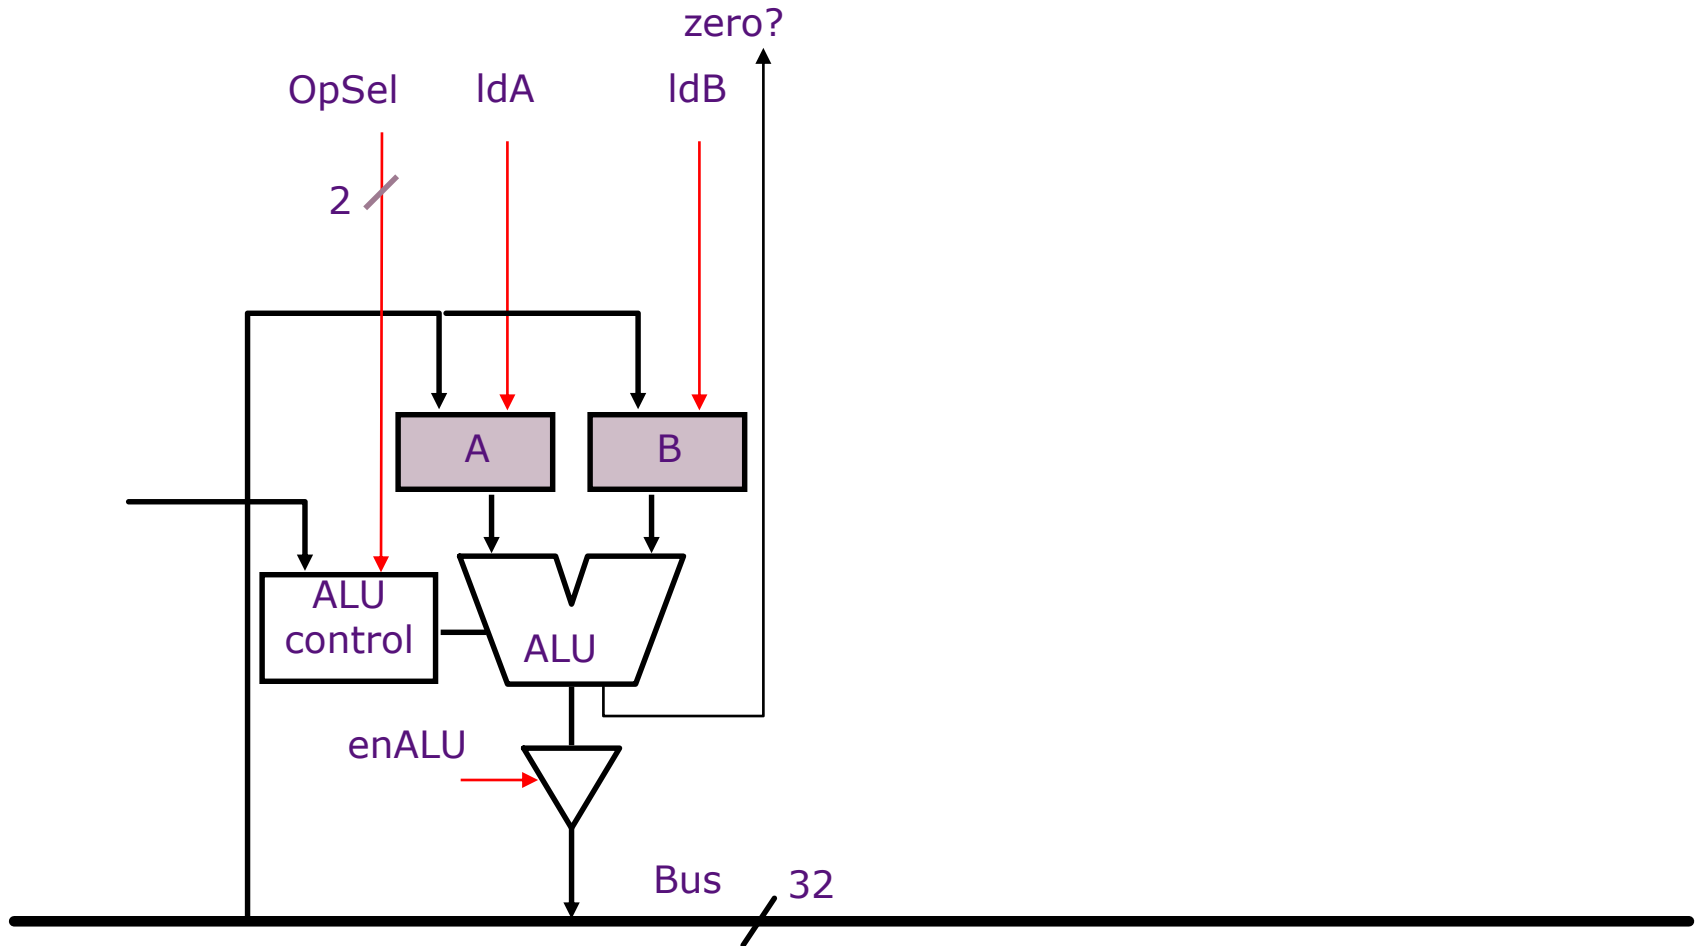 zero?
OpSel
ldA
ldB
2
A
B
ALU
control
ALU
enALU
Bus
32